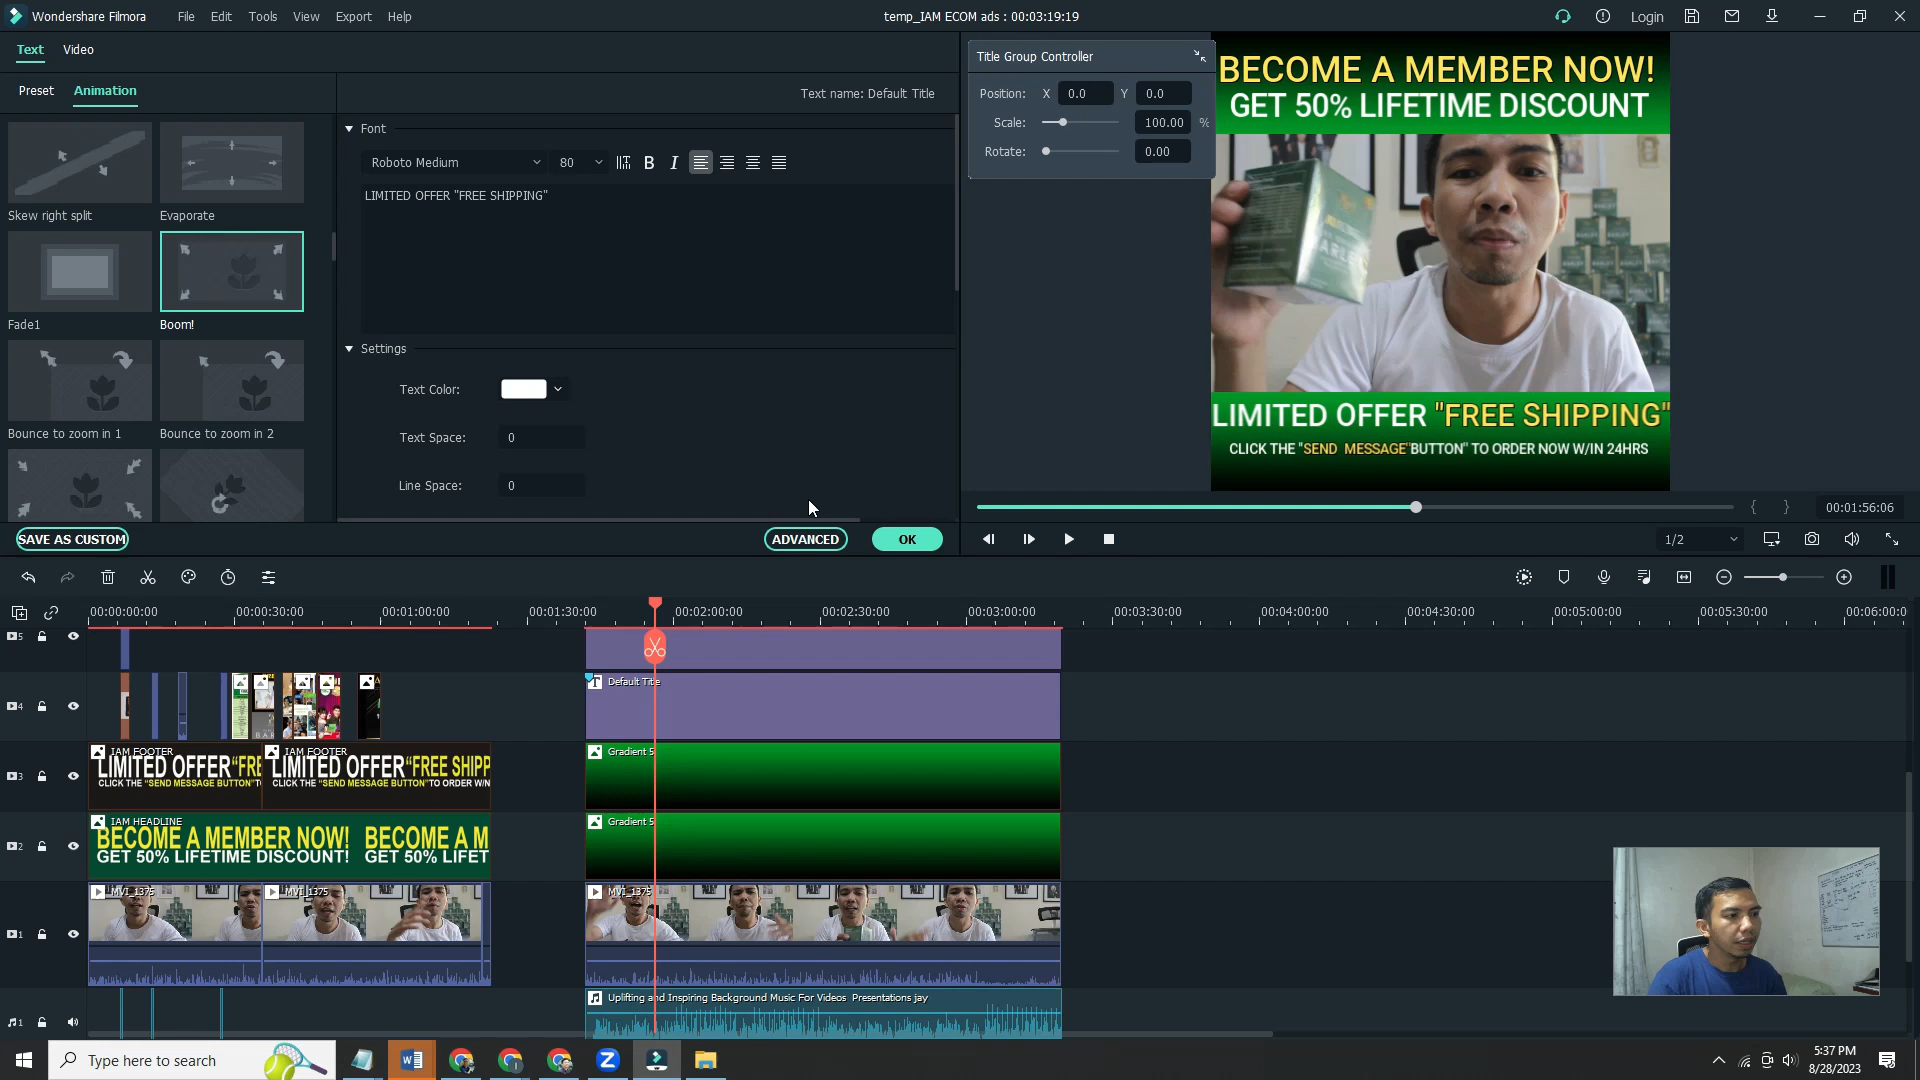 Wondershare Filmora
File Edit Tools View Export Help
temp_IAM ECOM ads : 00:03:19:19
Login
Text Video
Preset Animation
Text name: Default Title
Skew right split
Evaporate
Fade1
Boom!
Bounce to zoom in 1
Bounce to zoom in 2
Font
Roboto Medium
80
B I
LIMITED OFFER "FREE SHIPPING"
Settings
Text Color:
Text Space: 0
Line Space: 0
SAVE AS CUSTOM
ADVANCED
OK
Title Group Controller
Position: X 0.0 Y 0.0
Scale: 100.00 %
Rotate: 0.00
BECOME A MEMBER NOW!
GET 50% LIFETIME DISCOUNT
LIMITED OFFER "FREE SHIPPING"
CLICK THE "SEND MESSAGE"BUTTON" TO ORDER NOW W/IN 24HRS
{ } 00:01:56:06
1/2
00:00:00:00 00:00:30:00 00:01:00:00 00:01:30:00 00:02:00:00 00:02:30:00 00:03:00:00 00:03:30:00 00:04:00:00 00:04:30:00 00:05:00:00 00:05:30:00 00:06:00:0
5
4
Default Title
3
IAM FOOTER
LIMITED OFFER "FRE
CLICK THE "SEND MESSAGE BUTTON"T
IAM FOOTER
LIMITED OFFER "FREE SHIPP
CLICK THE "SEND MESSAGE BUTTON"TO ORDER W/IN
Gradient 5
2
IAM HEADLINE
BECOME A MEMBER NOW! BECOME A M
GET 50% LIFETIME DISCOUNT! GET 50% LIFET
Gradient 5
1
MVI_1375
MVI_1375
MVI_1375
1
Uplifting and Inspiring Background Music For Videos Presentations jay
Type here to search
5:37 PM
8/28/2023